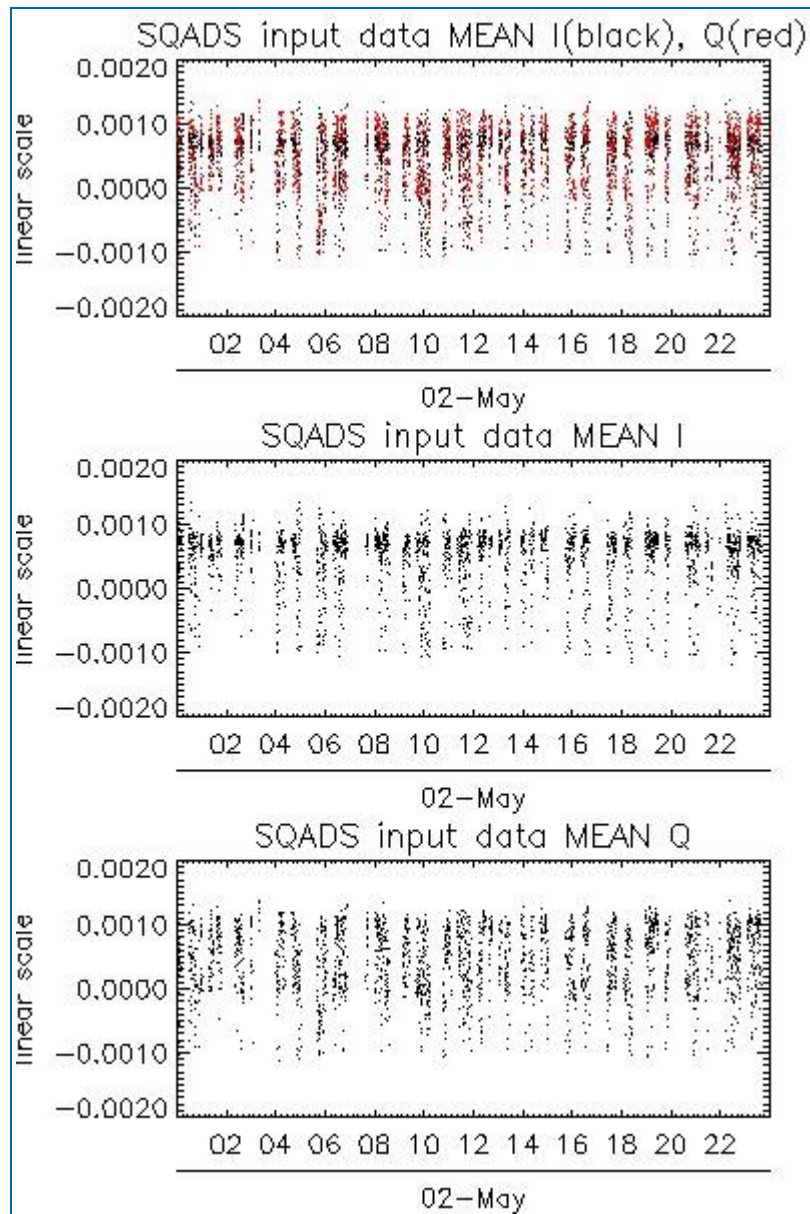 SQADS input data MEAN I(black), Q(red)
0.0020
0.0010
0.0000
−0.0010
−0.0020
linear scale
02 04 06 08 10 12 14 16 18 20 22
02−May
SQADS input data MEAN I
0.0020
0.0010
0.0000
−0.0010
−0.0020
linear scale
02 04 06 08 10 12 14 16 18 20 22
02−May
SQADS input data MEAN Q
0.0020
0.0010
0.0000
−0.0010
−0.0020
linear scale
02 04 06 08 10 12 14 16 18 20 22
02−May